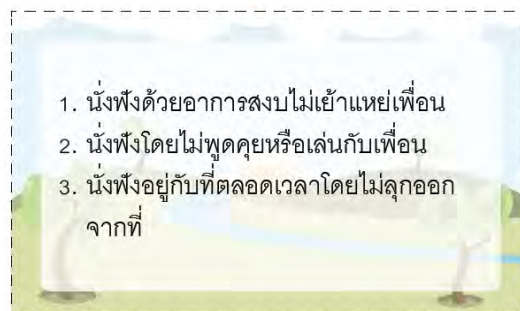 1. นั่งฟังด้วยอาการสงบไม่เย้าแหย่เพื่อน
2. นั่งฟังโดยไม่พูดคุยหรือเล่นกับเพื่อน
3. นั่งฟังอยู่กับที่ตลอดเวลาโดยไม่ลุกออก
จากที่